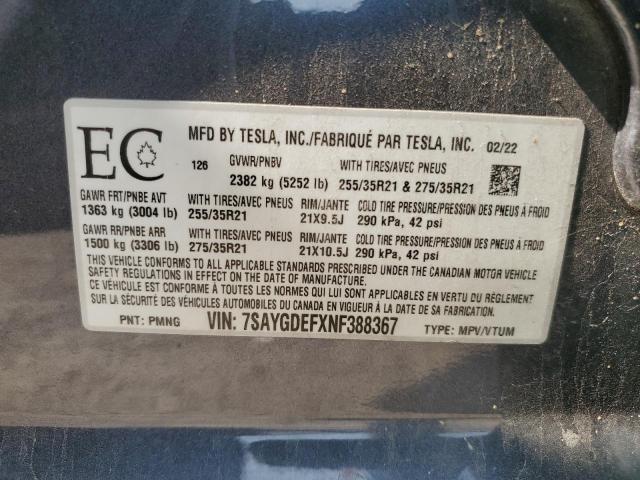 EC MFD BY TESLA, INC./FABRIQUÉ PAR TESLA, INC. 02/22
126 GVWR/PNBV WITH TIRES/AVEC PNEUS
2382 kg (5252 lb) 255/35R21 & 275/35R21
GAWR FRT/PNBE AVT WITH TIRES/AVEC PNEUS RIM/JANTE COLD TIRE PRESSURE/PRESSION DES PNEUS À FROID
1363 kg (3004 lb) 255/35R21 21X9.5J 290 kPa, 42 psi
GAWR RR/PNBE ARR WITH TIRES/AVEC PNEUS RIM/JANTE COLD TIRE PRESSURE/PRESSION DES PNEUS À FROID
1500 kg (3306 lb) 275/35R21 21X10.5J 290 kPa, 42 psi
THIS VEHICLE CONFORMS TO ALL APPLICABLE STANDARDS PRESCRIBED UNDER THE CANADIAN MOTOR VEHICLE
SAFETY REGULATIONS IN EFFECT ON THE DATE OF MANUFACTURE.
CE VÉHICULE EST CONFORME À TOUTES LES NORMES QUI LUI SONT APPLICABLES EN VERTU DU RÈGLEMENT
SUR LA SÉCURITÉ DES VÉHICULES AUTOMOBILES DU CANADA EN VIGUEUR À LA DATE DE SA FABRICATION.
PNT: PMNG VIN: 7SAYGDEFXNF388367 TYPE: MPV/VTUM